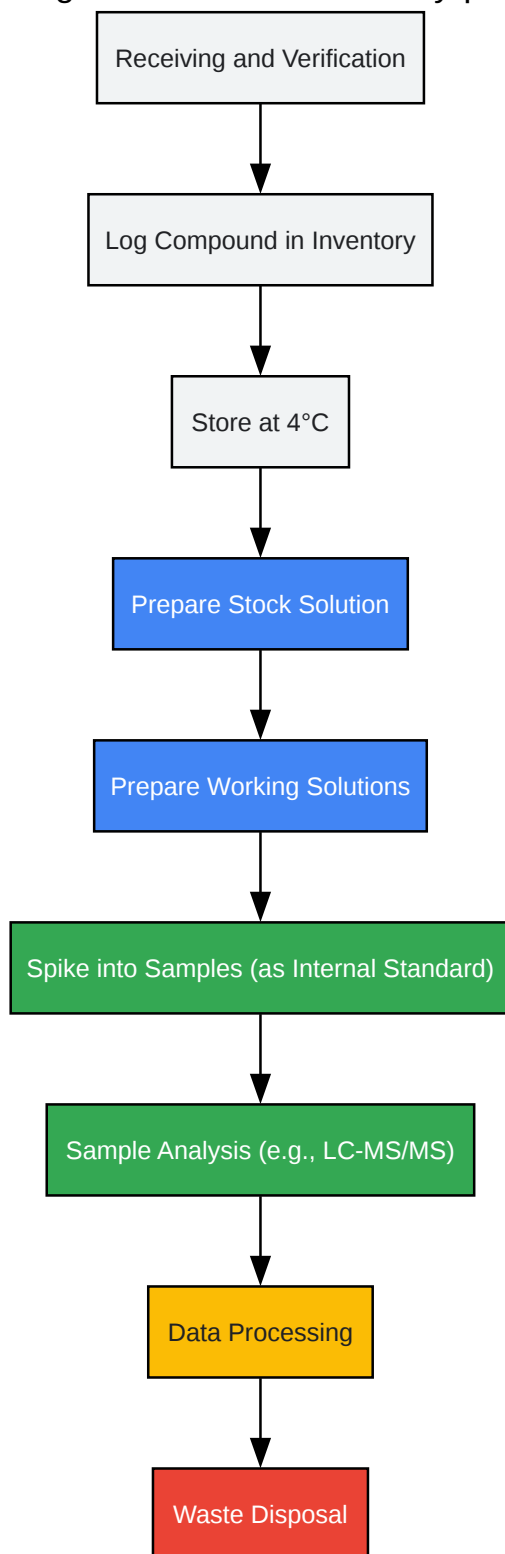 Receiving and Verification
Log Compound in Inventory
Store at 4°C
Prepare Stock Solution
Prepare Working Solutions
Spike into Samples (as Internal Standard)
Sample Analysis (e.g., LC-MS/MS)
Data Processing
Waste Disposal